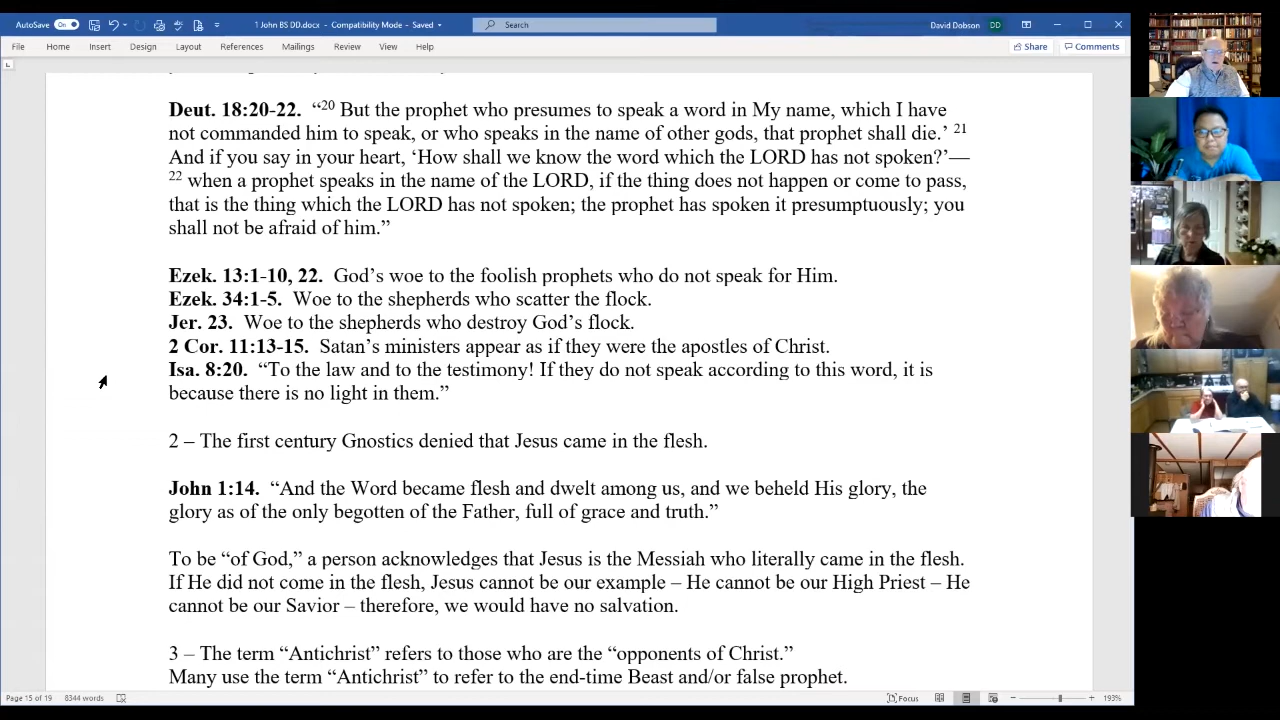 AutoSave On 1 John BS DD.docx - Compatibility Mode - Saved Search David Dobson DD
File Home Insert Design Layout References Mailings Review View Help Share Comments
Deut. 18:20-22. “20 But the prophet who presumes to speak a word in My name, which I have
not commanded him to speak, or who speaks in the name of other gods, that prophet shall die.’ 21
And if you say in your heart, ‘How shall we know the word which the LORD has not spoken?’—
22 when a prophet speaks in the name of the LORD, if the thing does not happen or come to pass,
that is the thing which the LORD has not spoken; the prophet has spoken it presumptuously; you
shall not be afraid of him.”
Ezek. 13:1-10, 22. God’s woe to the foolish prophets who do not speak for Him.
Ezek. 34:1-5. Woe to the shepherds who scatter the flock.
Jer. 23. Woe to the shepherds who destroy God’s flock.
2 Cor. 11:13-15. Satan’s ministers appear as if they were the apostles of Christ.
Isa. 8:20. “To the law and to the testimony! If they do not speak according to this word, it is
because there is no light in them.”
2 – The first century Gnostics denied that Jesus came in the flesh.
John 1:14. “And the Word became flesh and dwelt among us, and we beheld His glory, the
glory as of the only begotten of the Father, full of grace and truth.”
To be “of God,” a person acknowledges that Jesus is the Messiah who literally came in the flesh.
If He did not come in the flesh, Jesus cannot be our example – He cannot be our High Priest – He
cannot be our Savior – therefore, we would have no salvation.
3 – The term “Antichrist” refers to those who are the “opponents of Christ.”
Many use the term “Antichrist” to refer to the end-time Beast and/or false prophet.
Page 15 of 19 8344 words Focus 193%